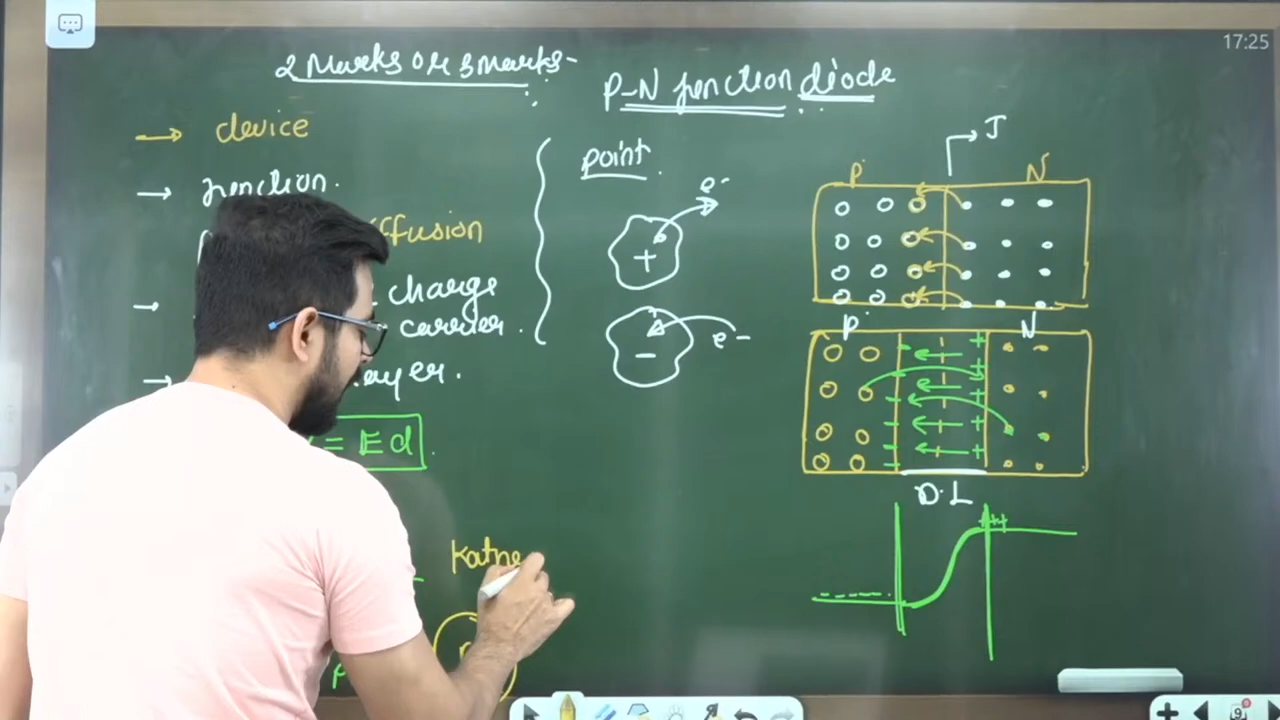 17:25
2 Marks or 3 marks-
P-N junction diode
→ device
→ junction.
ffusion
→ charge
carrier.
→ ayer.
= Ed
Katne
point.
e-
+
e-
-
J
P N
P N
D.L